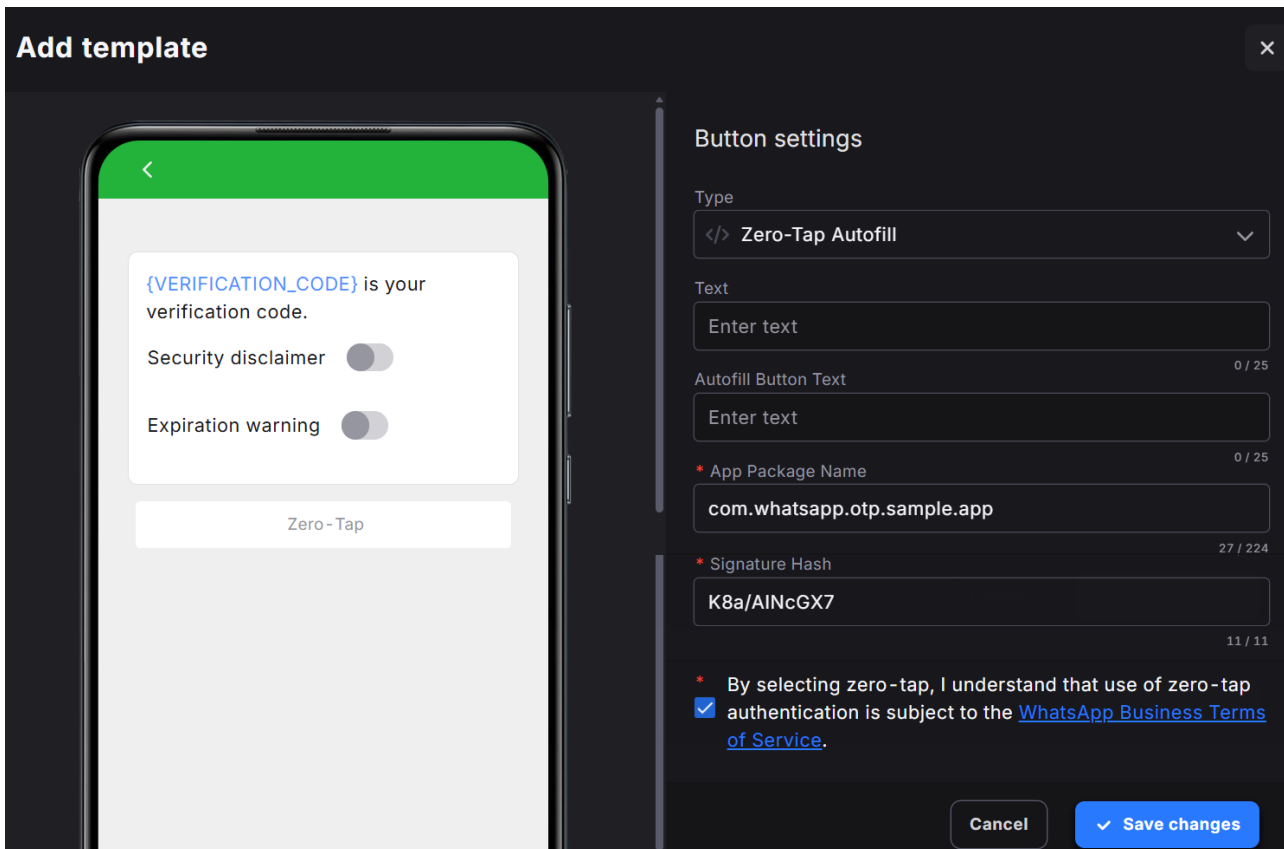 Add template
{VERIFICATION_CODE} is your
verification code.
Security disclaimer
Expiration warning
Zero-Tap
Button settings
Type
</> Zero-Tap Autofill
Text
Enter text
0 / 25
Autofill Button Text
Enter text
0 / 25
* App Package Name
com.whatsapp.otp.sample.app
27 / 224
* Signature Hash
K8a/AINcGX7
11 / 11
* By selecting zero-tap, I understand that use of zero-tap
authentication is subject to the WhatsApp Business Terms
of Service.
Cancel
Save changes